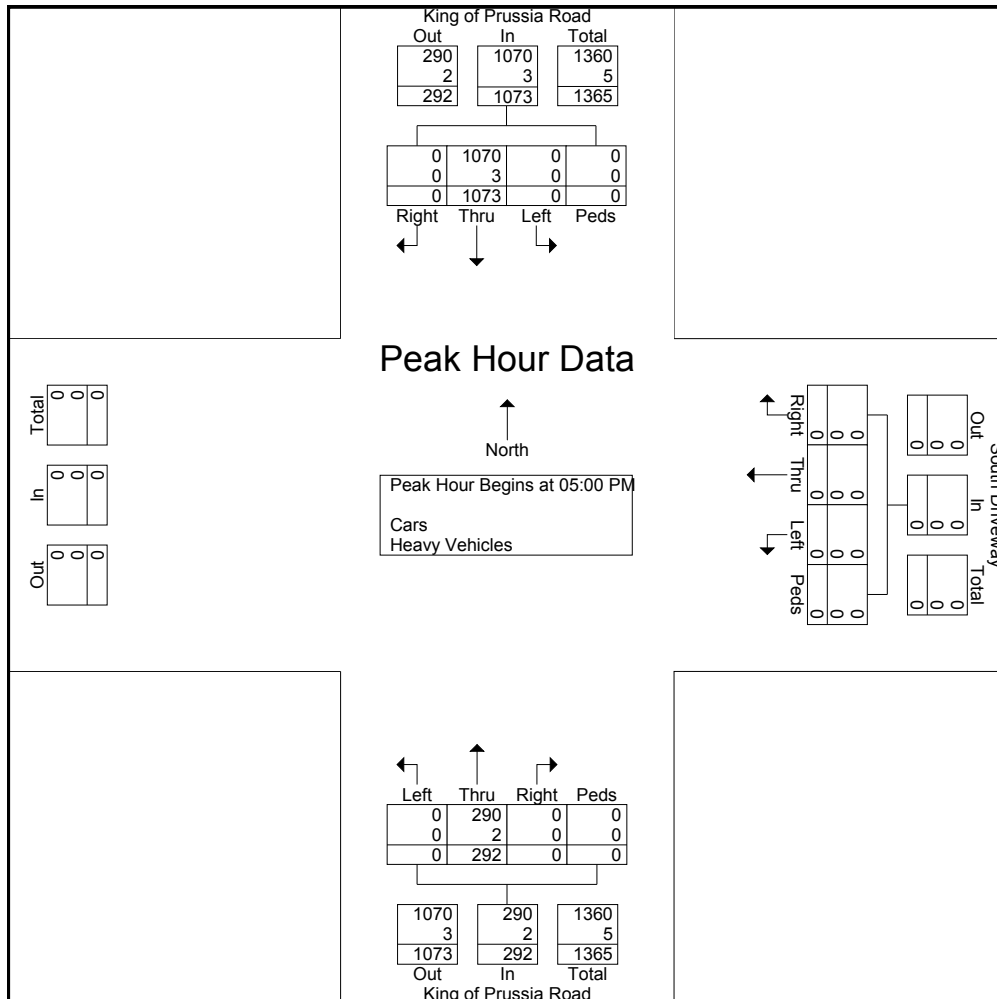 King of Prussia Road
Out In Total
290 1070 1360
2 3 5
292 1073 1365
0 1070 0 0
0 3 0 0
0 1073 0 0
Right Thru Left Peds
Peak Hour Data
North
Peak Hour Begins at 05:00 PM
Cars
Heavy Vehicles
Total
0 0 0
In
0 0 0
Out
0 0 0
Right
0 0 0
Thru
0 0 0
Left
0 0 0
Peds
0 0 0
South Driveway
Out
0 0 0
In
0 0 0
Total
0 0 0
Left Thru Right Peds
0 290 0 0
0 2 0 0
0 292 0 0
1070 290 1360
3 2 5
1073 292 1365
Out In Total
King of Prussia Road